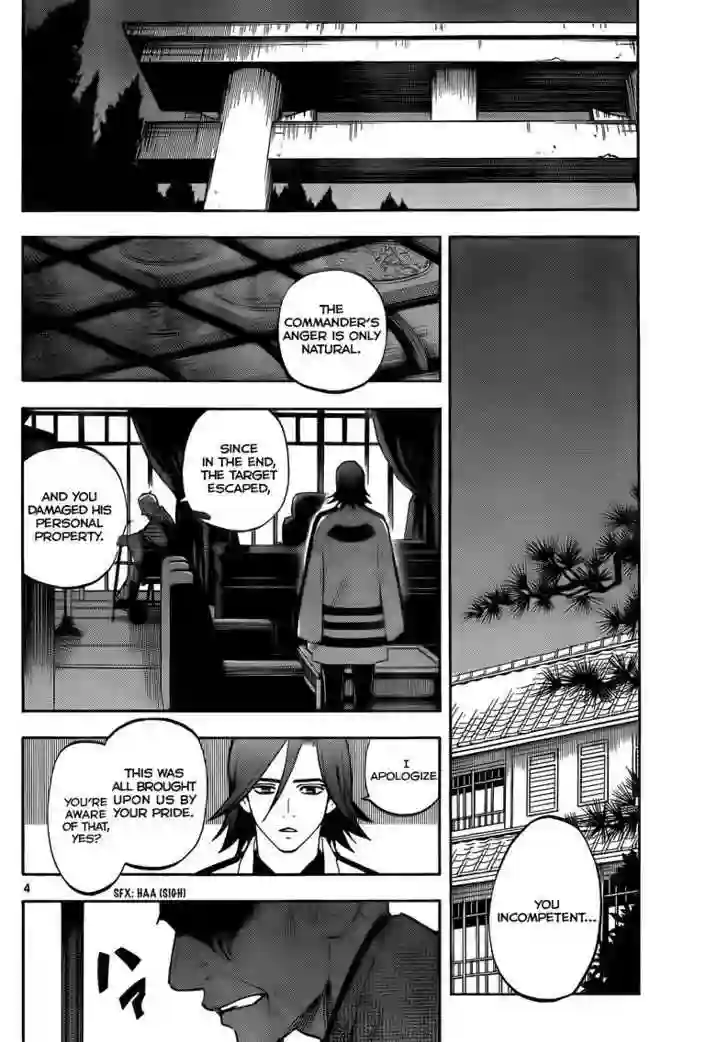 YOU
INCOMPETENT...
THE
COMMANDER'S
ANGER IS ONLY
NATURAL.
SINCE
IN THE END,
THE TARGET
ESCAPED,
AND YOU
DAMAGED HIS
PERSONAL
PROPERTY.
I
APOLOGIZE
THIS WAS
ALL BROUGHT
UPON US BY
YOUR PRIDE.
YOU'RE
AWARE
OF THAT,
YES?
4
SFX: HAA (SIGH)
ハァ